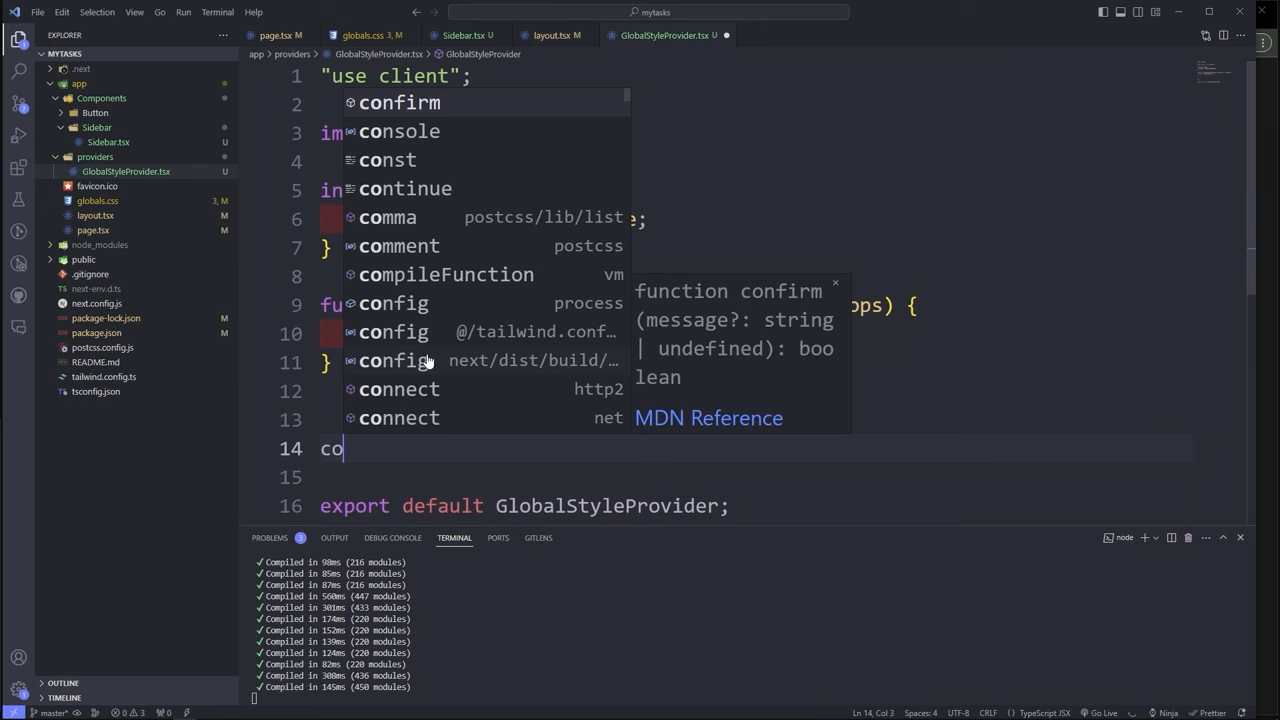 File Edit Selection View Go Run Terminal Help
mytasks
EXPLORER
MYTASKS
.next
app
Components
Button
Sidebar
Sidebar.tsx U
providers
GlobalStyleProvider.tsx U
favicon.ico
globals.css 3, M
layout.tsx M
page.tsx M
node_modules
public
.gitignore
next-env.d.ts
next.config.js
package-lock.json M
package.json M
postcss.config.js
README.md
tailwind.config.ts
tsconfig.json
OUTLINE
TIMELINE
page.tsx M
globals.css 3, M
Sidebar.tsx U
layout.tsx M
GlobalStyleProvider.tsx U
app > providers > GlobalStyleProvider.tsx > GlobalStyleProvider
1 "use client";
2
3 im
4
5 in
6 e;
7 }
8
9 fu ops) {
10
11 }
12
13
14 co
15
16 export default GlobalStyleProvider;
confirm
console
const
continue
comma postcss/lib/list
comment postcss
compileFunction vm
config process
config @/tailwind.conf…
config next/dist/build/…
connect http2
connect net
function confirm
(message?: string
| undefined): boo
lean
MDN Reference
PROBLEMS 3 OUTPUT DEBUG CONSOLE TERMINAL PORTS GITLENS
node
✓ Compiled in 98ms (216 modules)
✓ Compiled in 85ms (216 modules)
✓ Compiled in 87ms (216 modules)
✓ Compiled in 560ms (447 modules)
✓ Compiled in 301ms (433 modules)
✓ Compiled in 174ms (220 modules)
✓ Compiled in 152ms (220 modules)
✓ Compiled in 139ms (220 modules)
✓ Compiled in 124ms (220 modules)
✓ Compiled in 82ms (220 modules)
✓ Compiled in 308ms (436 modules)
✓ Compiled in 145ms (450 modules)
master* 0 3 0 Ln 14, Col 3 Spaces: 4 UTF-8 CRLF TypeScript JSX Go Live Ninja Prettier